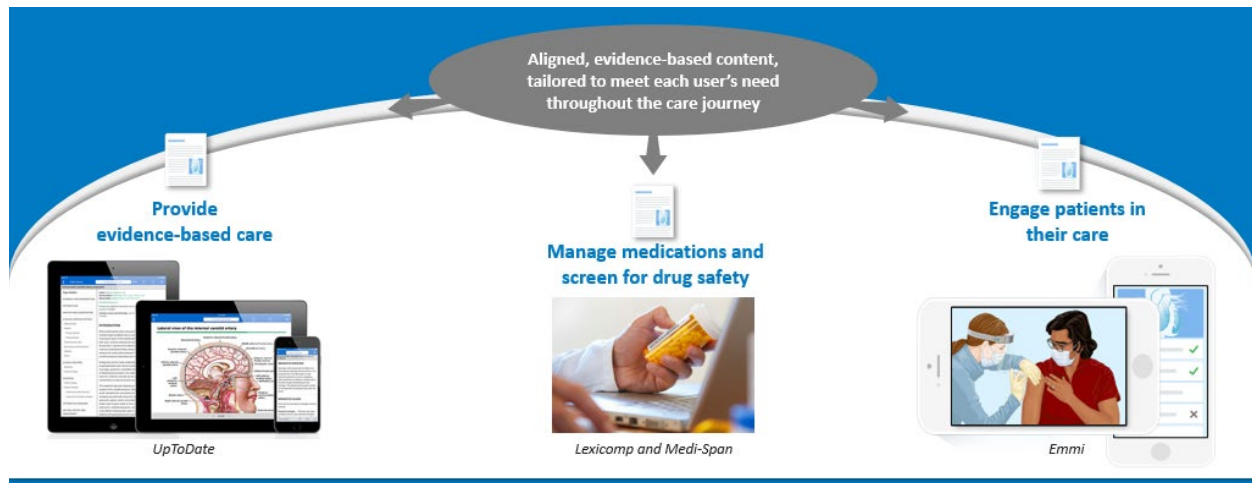 Aligned, evidence-based content,
tailored to meet each user's need
throughout the care journey
Provide
evidence-based care
Manage medications and
screen for drug safety
Engage patients in
their care
Lateral view of the internal carotid artery
UpToDate
Lexicomp and Medi-Span
Emmi